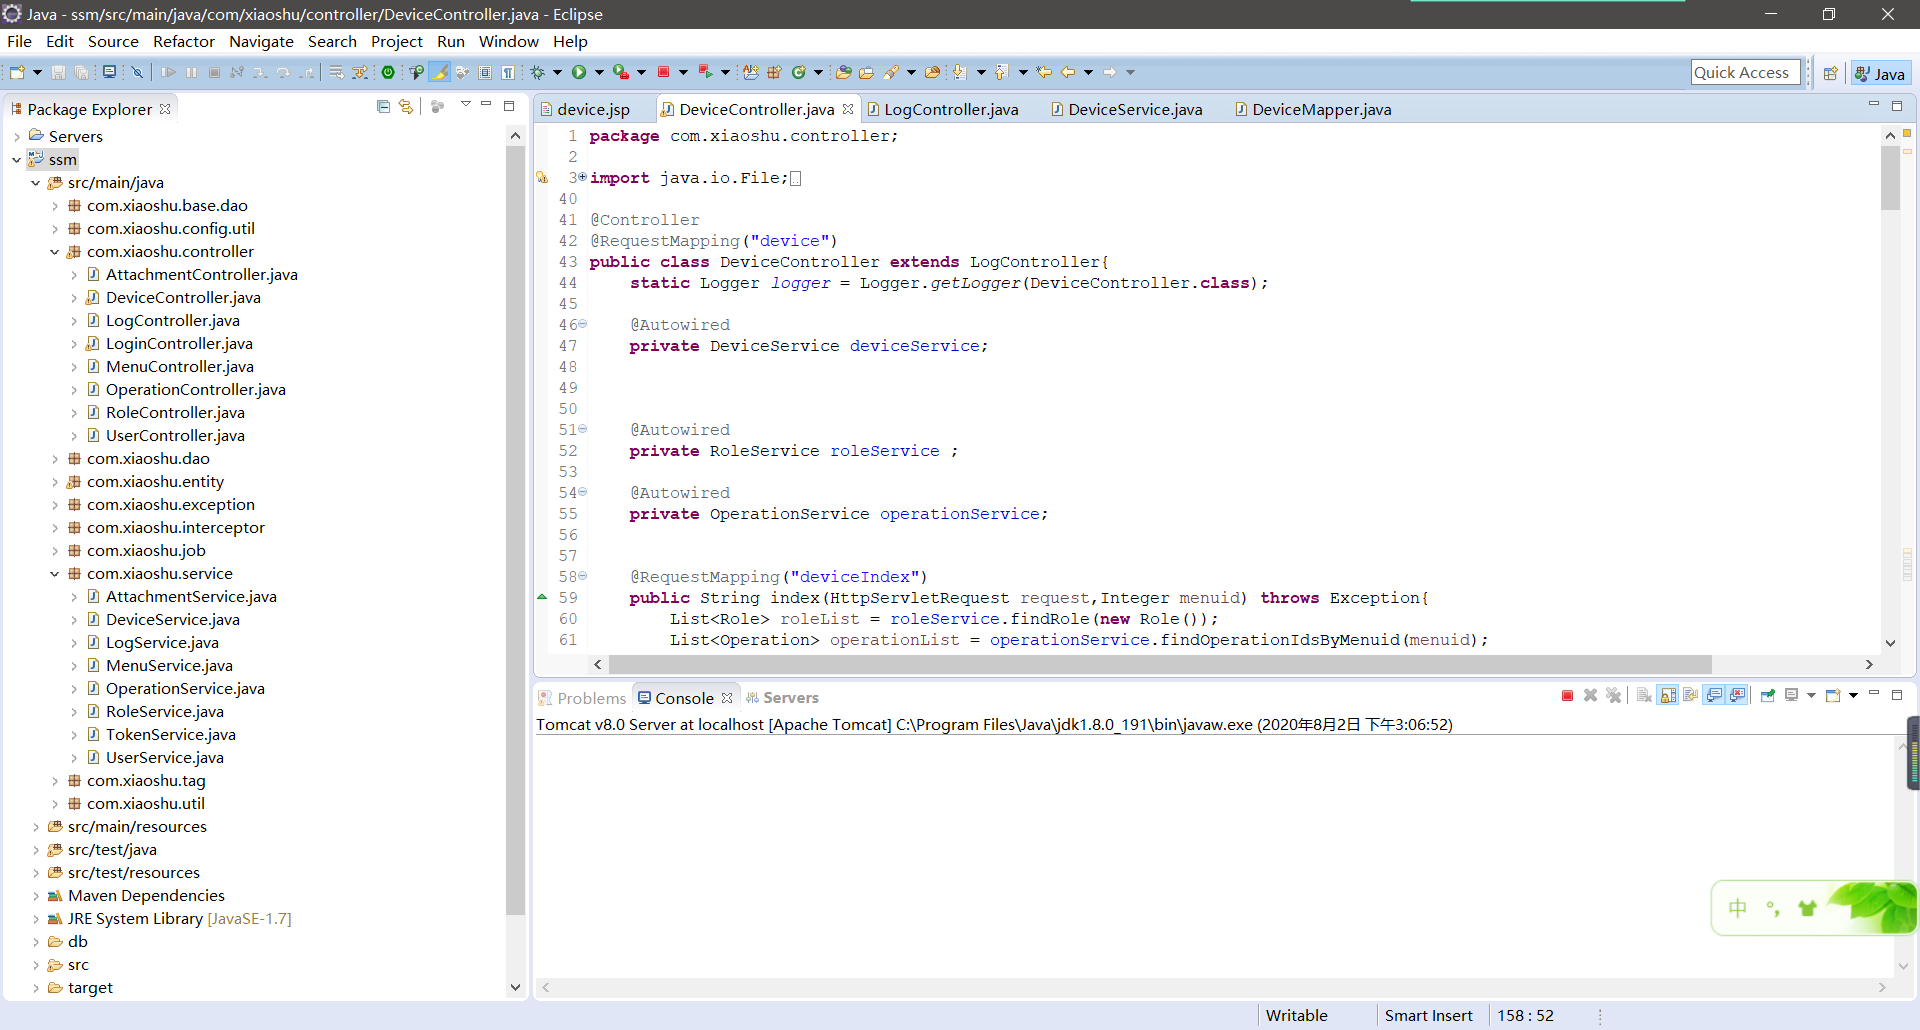 Java - ssm/src/main/java/com/xiaoshu/controller/DeviceController.java - Eclipse
File Edit Source Refactor Navigate Search Project Run Window Help
Quick Access
Java
Package Explorer
Servers
ssm
src/main/java
com.xiaoshu.base.dao
com.xiaoshu.config.util
com.xiaoshu.controller
AttachmentController.java
DeviceController.java
LogController.java
LoginController.java
MenuController.java
OperationController.java
RoleController.java
UserController.java
com.xiaoshu.dao
com.xiaoshu.entity
com.xiaoshu.exception
com.xiaoshu.interceptor
com.xiaoshu.job
com.xiaoshu.service
AttachmentService.java
DeviceService.java
LogService.java
MenuService.java
OperationService.java
RoleService.java
TokenService.java
UserService.java
com.xiaoshu.tag
com.xiaoshu.util
src/main/resources
src/test/java
src/test/resources
Maven Dependencies
JRE System Library [JavaSE-1.7]
db
src
target
device.jsp DeviceController.java LogController.java DeviceService.java DeviceMapper.java
1 package com.xiaoshu.controller;
2
3 import java.io.File;
40
41 @Controller
42 @RequestMapping("device")
43 public class DeviceController extends LogController{
44 static Logger logger = Logger.getLogger(DeviceController.class);
45
46 @Autowired
47 private DeviceService deviceService;
48
49
50
51 @Autowired
52 private RoleService roleService ;
53
54 @Autowired
55 private OperationService operationService;
56
57
58 @RequestMapping("deviceIndex")
59 public String index(HttpServletRequest request,Integer menuid) throws Exception{
60 List<Role> roleList = roleService.findRole(new Role());
61 List<Operation> operationList = operationService.findOperationIdsByMenuid(menuid);
Problems Console Servers
Tomcat v8.0 Server at localhost [Apache Tomcat] C:\Program Files\Java\jdk1.8.0_191\bin\javaw.exe (2020年8月2日 下午3:06:52)
中 °,
Writable Smart Insert 158 : 52